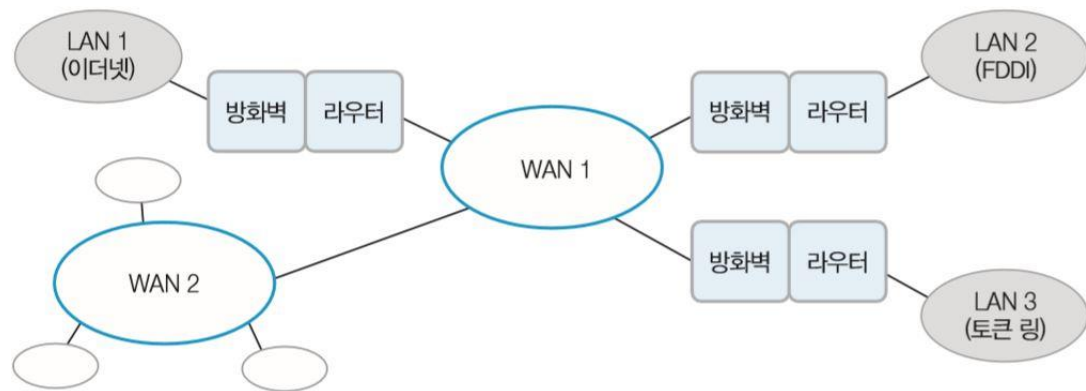 LAN 1
(이더넷)
방화벽
라우터
WAN 1
방화벽
라우터
LAN 2
(FDDI)
WAN 2
방화벽
라우터
LAN 3
(토큰 링)